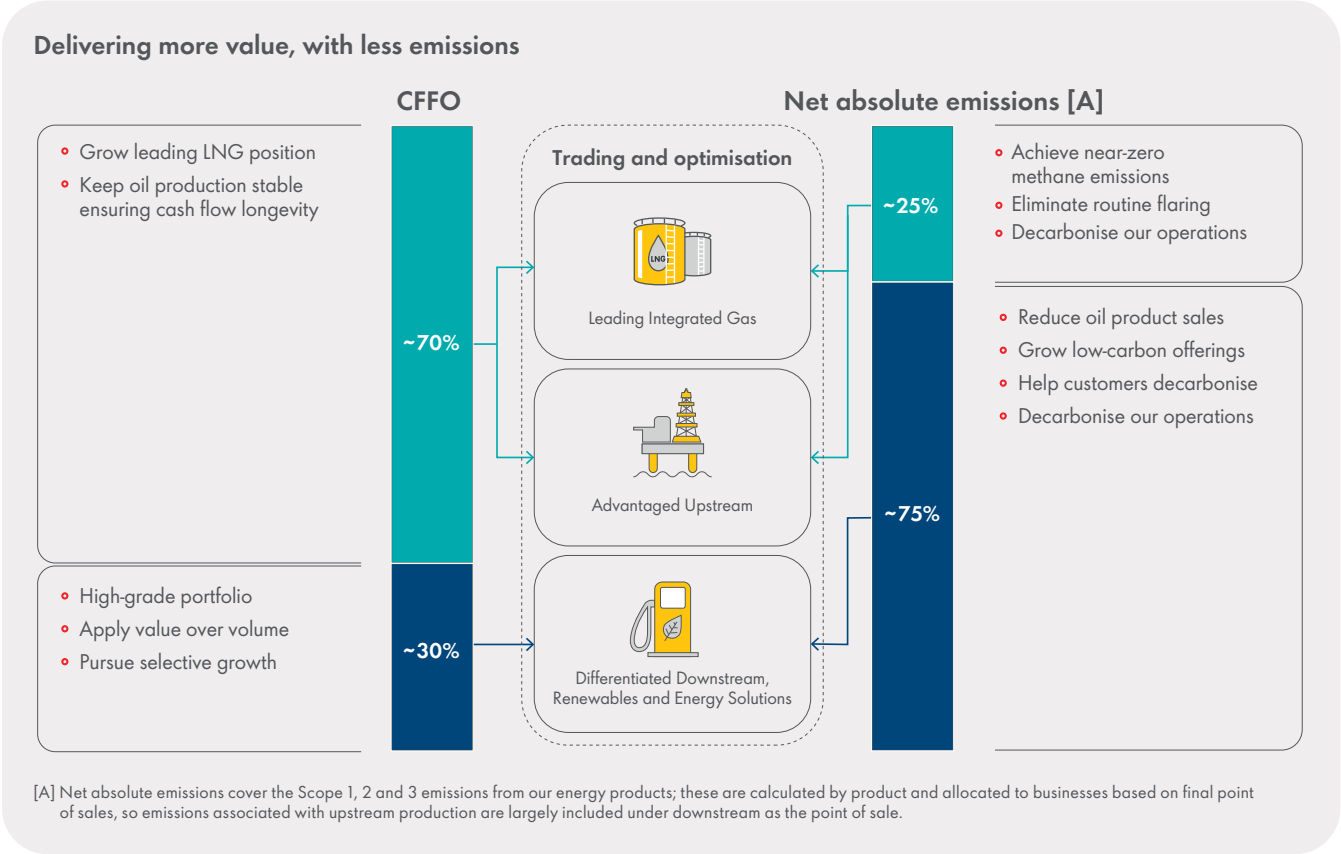 Delivering more value, with less emissions
CFFO
Net absolute emissions [A]
Grow leading LNG position
Keep oil production stable
ensuring cash flow longevity
~70%
High-grade portfolio
Apply value over volume
Pursue selective growth
~30%
Trading and optimisation
LNG
Leading Integrated Gas
Advantaged Upstream
Differentiated Downstream,
Renewables and Energy Solutions
~25%
Achieve near-zero
methane emissions
Eliminate routine flaring
Decarbonise our operations
~75%
Reduce oil product sales
Grow low-carbon offerings
Help customers decarbonise
Decarbonise our operations
[A] Net absolute emissions cover the Scope 1, 2 and 3 emissions from our energy products; these are calculated by product and allocated to businesses based on final point
of sales, so emissions associated with upstream production are largely included under downstream as the point of sale.